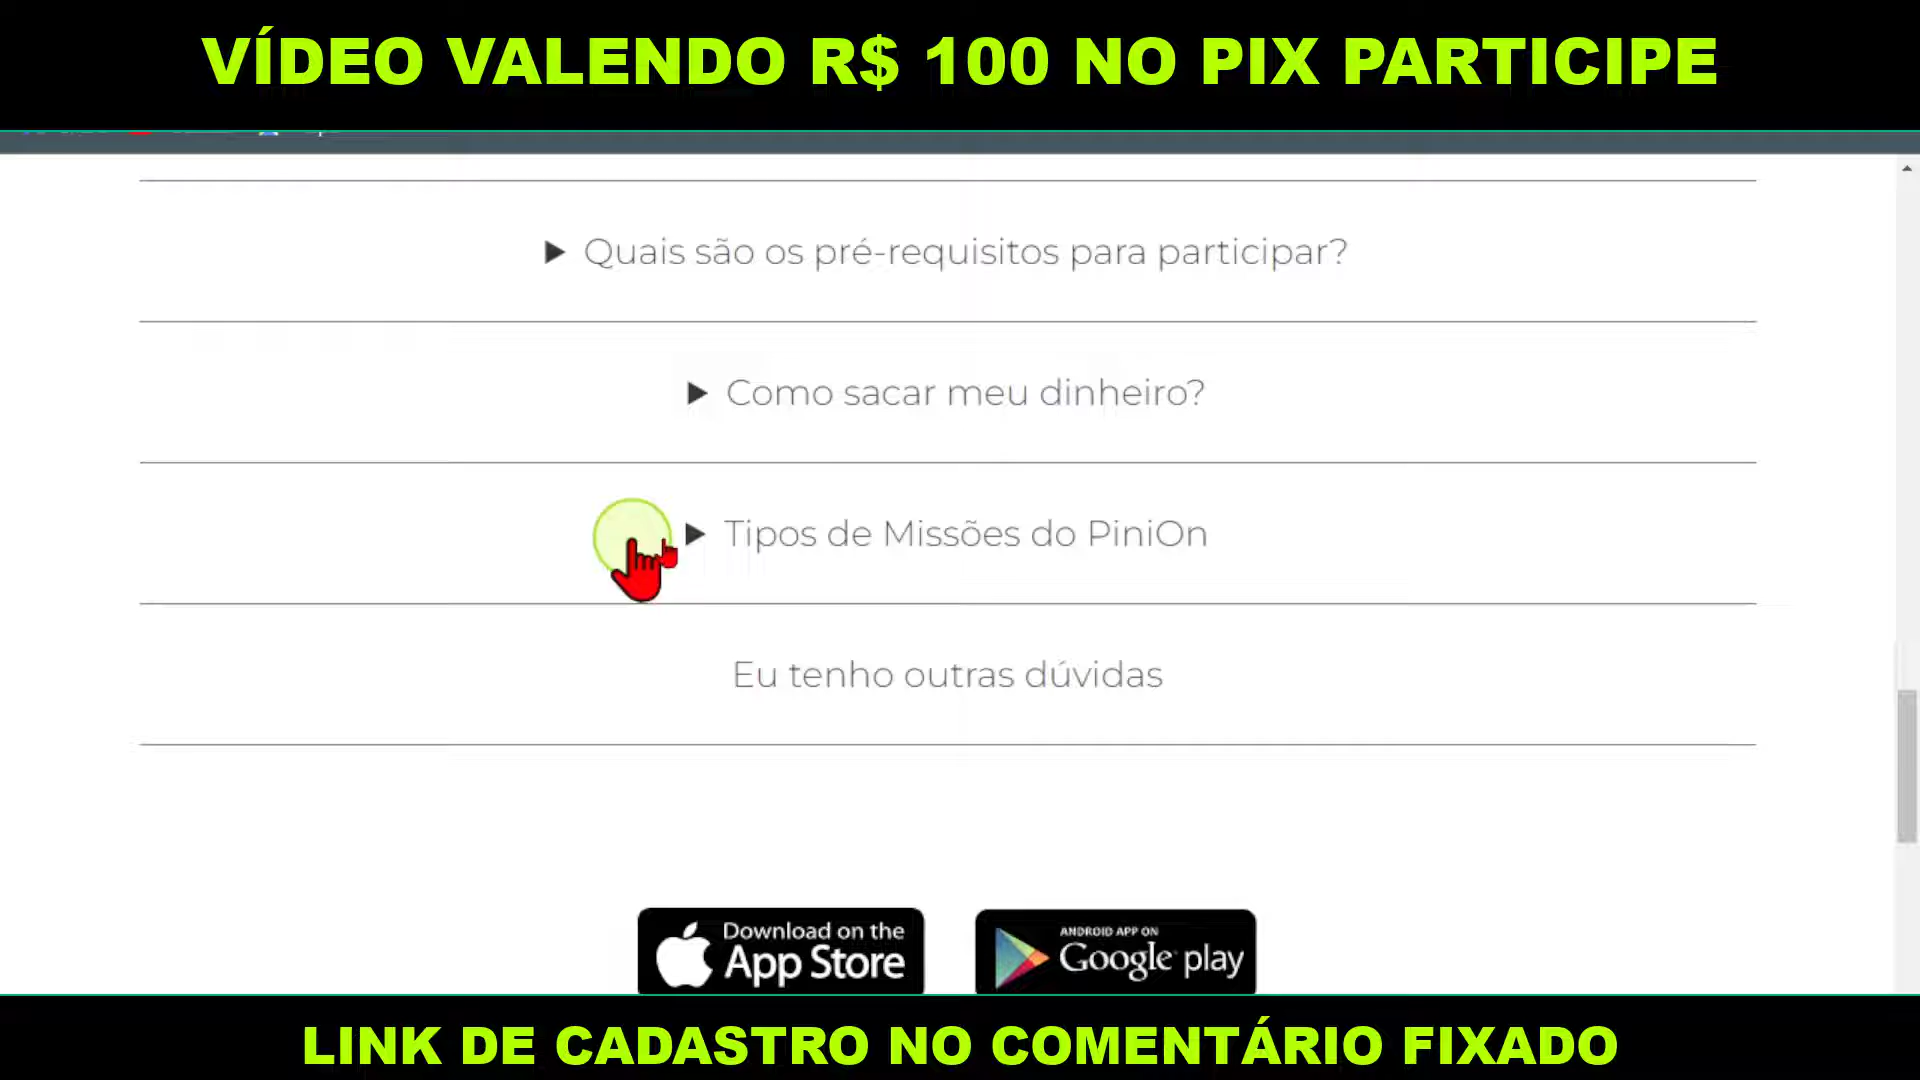 VÍDEO VALENDO R$ 100 NO PIX PARTICIPE
Quais são os pré-requisitos para participar?
Como sacar meu dinheiro?
Tipos de Missões do PiniOn
Eu tenho outras dúvidas
Download on the
App Store
ANDROID APP ON
Google play
LINK DE CADASTRO NO COMENTÁRIO FIXADO